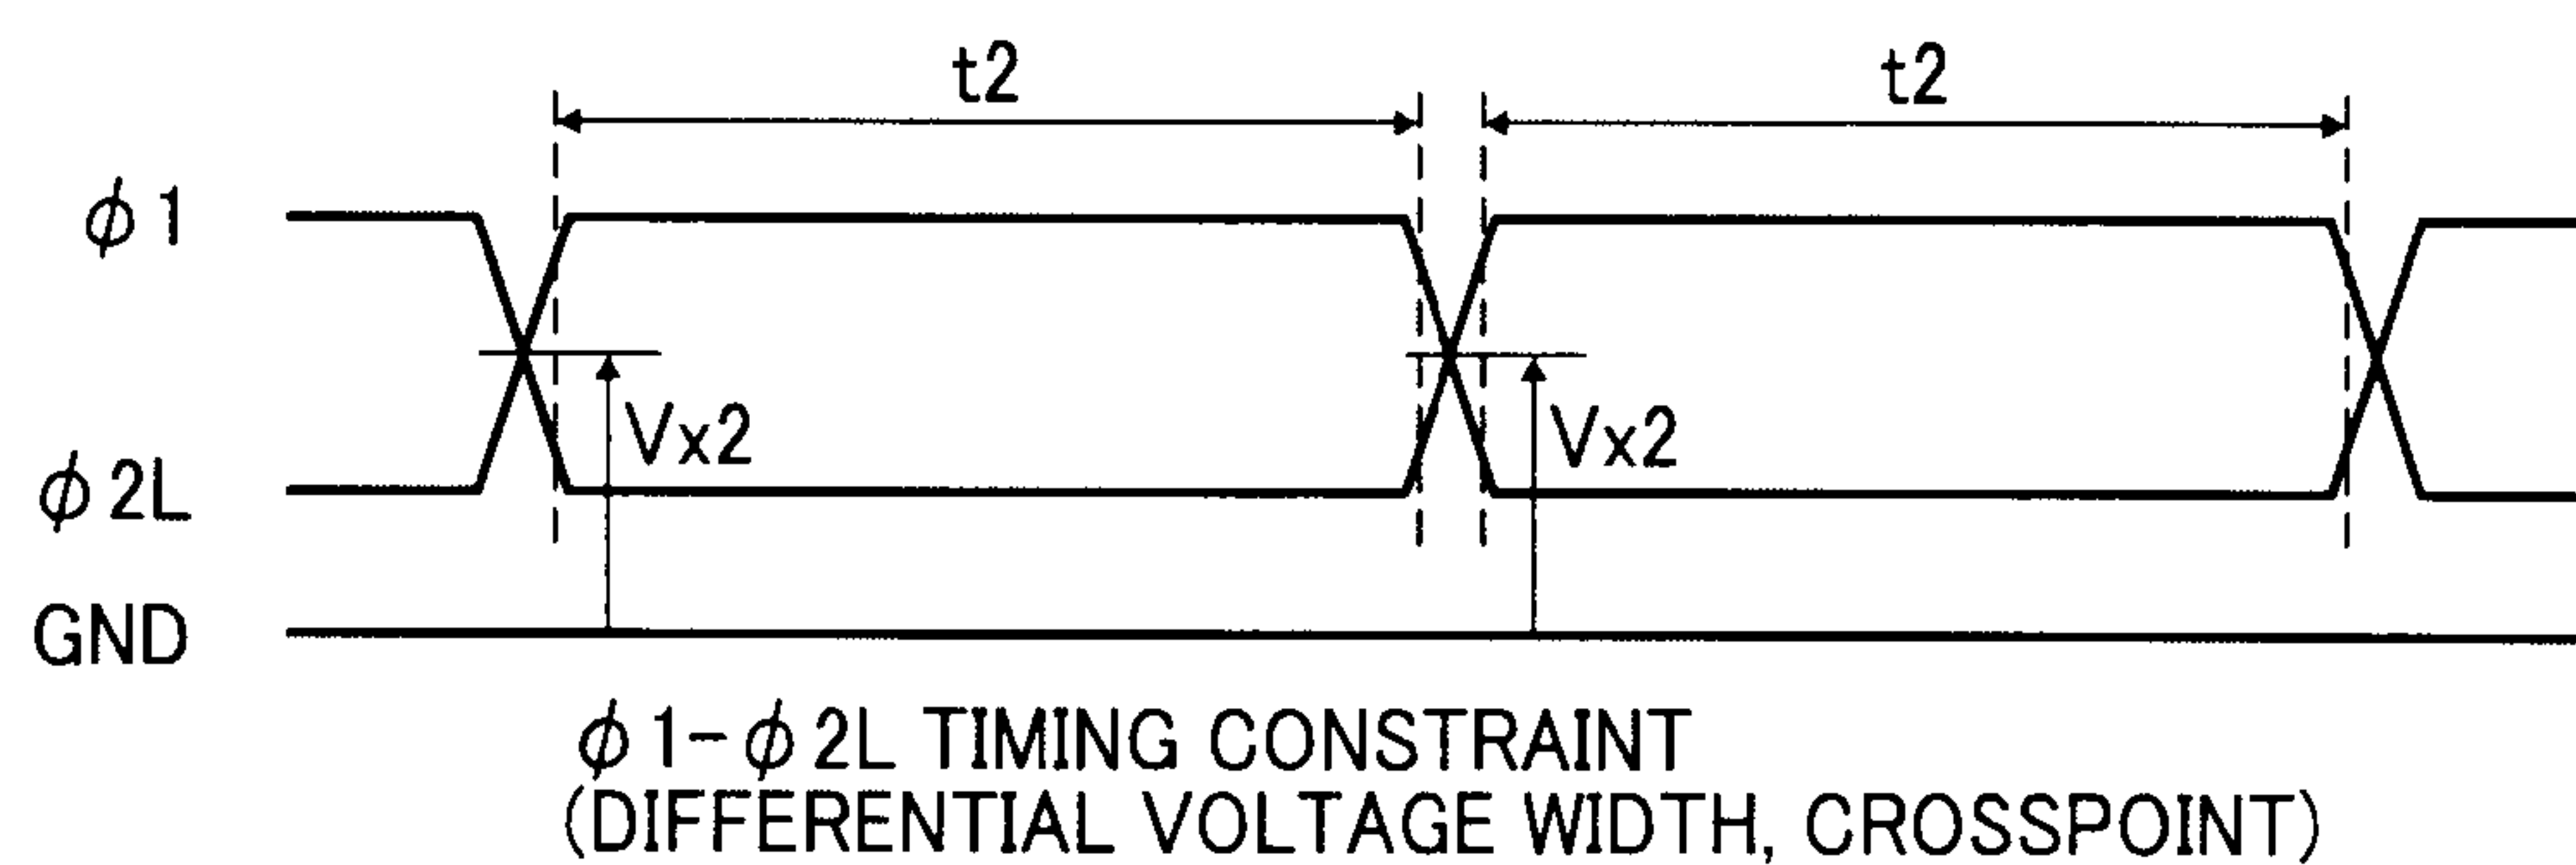 t2 t2
ϕ1
Vx2 Vx2
ϕ2L
GND
ϕ1-ϕ2L TIMING CONSTRAINT
(DIFFERENTIAL VOLTAGE WIDTH, CROSSPOINT)